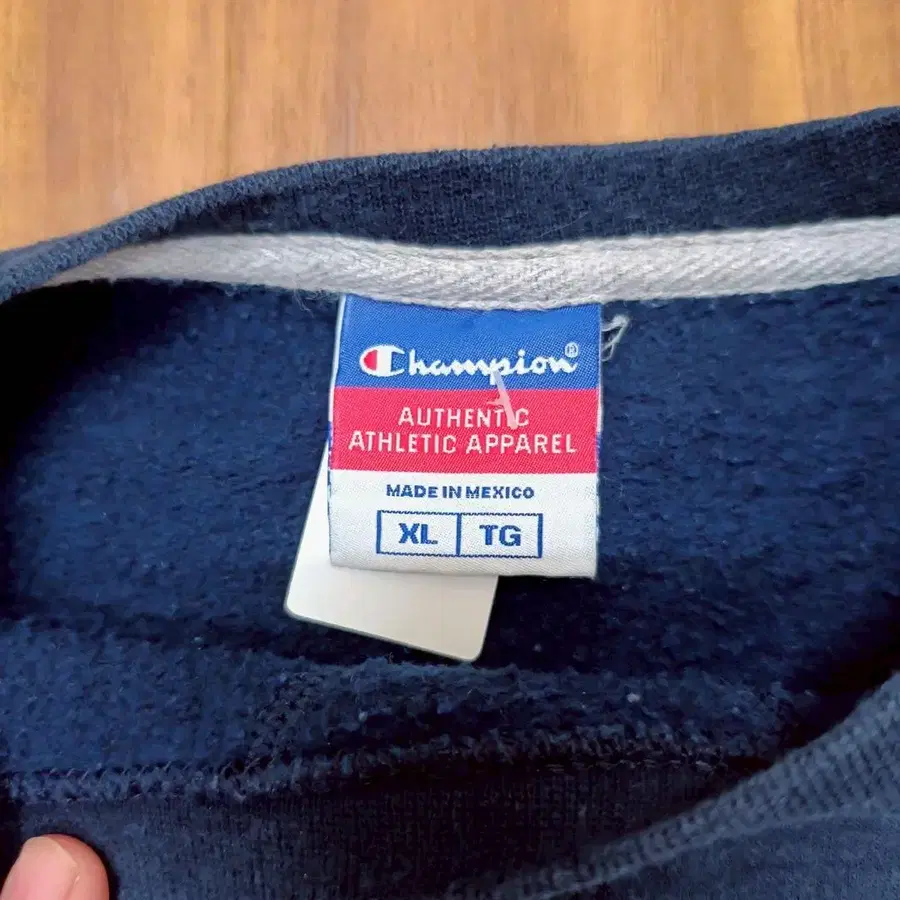 Champion®
AUTHENTIC
ATHLETIC APPAREL
MADE IN MEXICO
XL TG